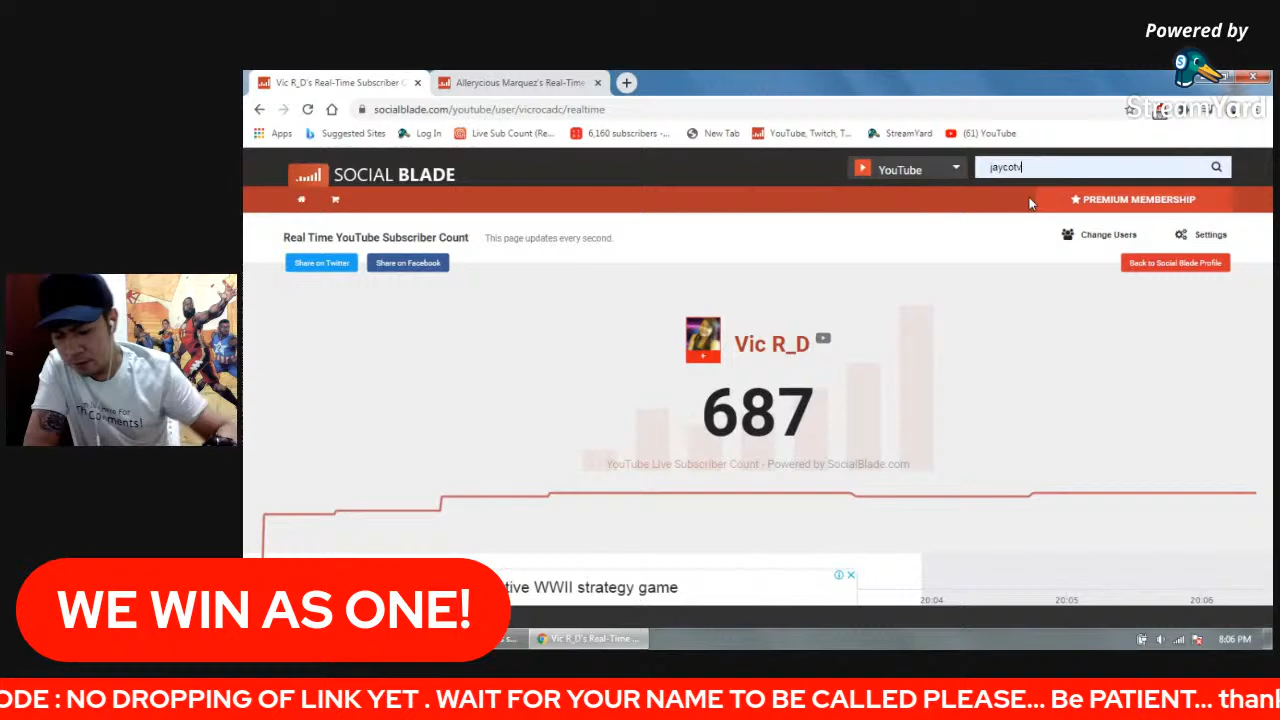 Powered by
StreamYard
Vic R_D's Real-Time Subscriber C
Allerycious Marquez's Real-Time
socialblade.com/youtube/user/vicrocadc/realtime
Apps
Suggested Sites
Log In
Live Sub Count (Re...
6,160 subscribers -...
New Tab
YouTube, Twitch, T...
StreamYard
(61) YouTube
SOCIAL BLADE
YouTube
jaycotv
PREMIUM MEMBERSHIP
Real Time YouTube Subscriber Count
This page updates every second.
Change Users
Settings
Share on Twitter
Share on Facebook
Back to Social Blade Profile
Vic R_D
687
YouTube Live Subscriber Count - Powered by SocialBlade.com
tive WWII strategy game
20:04
20:05
20:06
WE WIN AS ONE!
Vic R_D's Real-Time ...
8:06 PM
ODE : NO DROPPING OF LINK YET . WAIT FOR YOUR NAME TO BE CALLED PLEASE... Be PATIENT... than